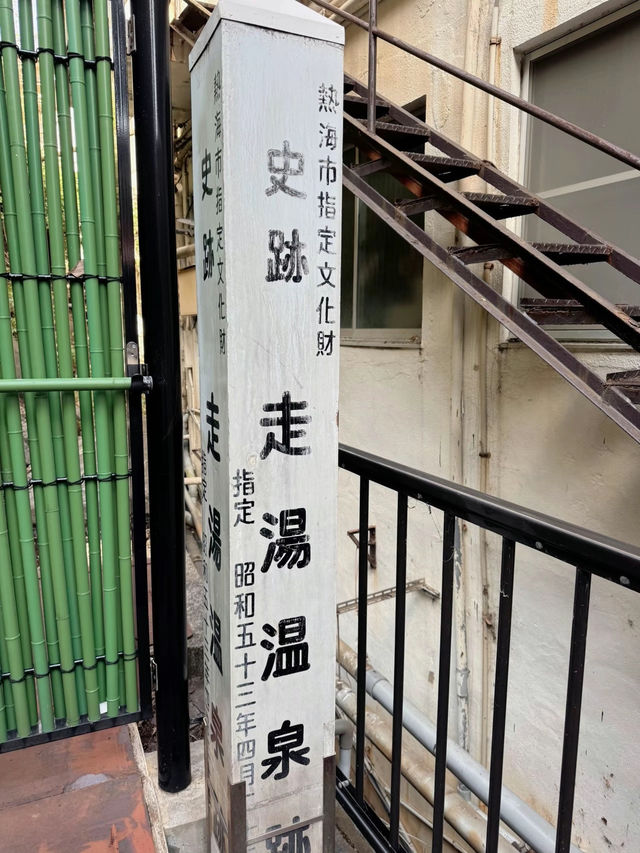 熱海市指定文化財
史跡
走湯温泉跡
指定 昭和五十三年四月
熱海市指定文化財
史跡
走湯温泉跡